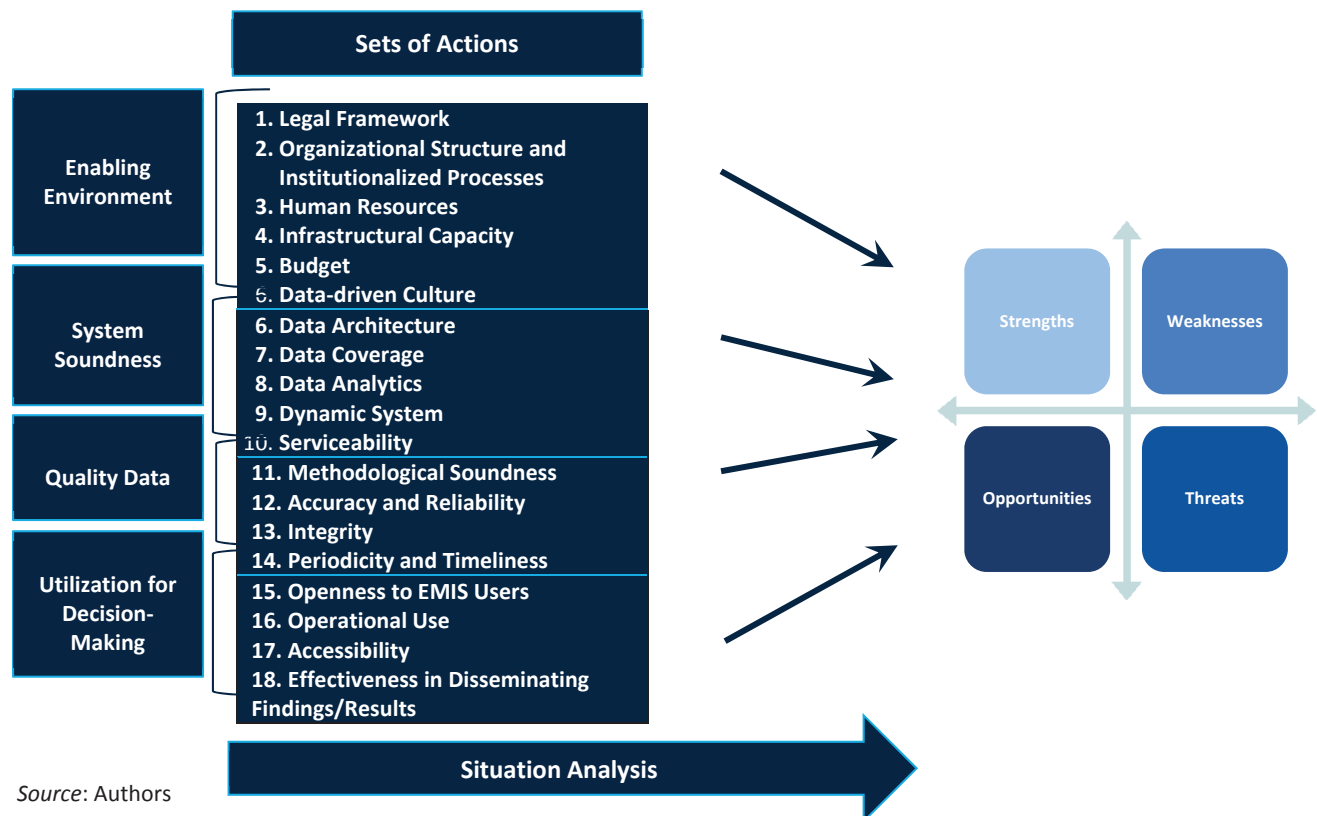 Sets of Actions
Enabling
Environment
System
Soundness
Quality Data
Utilization for
Decision-
Making
1. Legal Framework
2. Organizational Structure and
Institutionalized Processes
3. Human Resources
4. Infrastructural Capacity
5. Budget
6. Data-driven Culture
6. Data Architecture
7. Data Coverage
8. Data Analytics
9. Dynamic System
10. Serviceability
11. Methodological Soundness
12. Accuracy and Reliability
13. Integrity
14. Periodicity and Timeliness
15. Openness to EMIS Users
16. Operational Use
17. Accessibility
18. Effectiveness in Disseminating
Findings/Results
Strengths
Weaknesses
Opportunities
Threats
Situation Analysis
Source: Authors